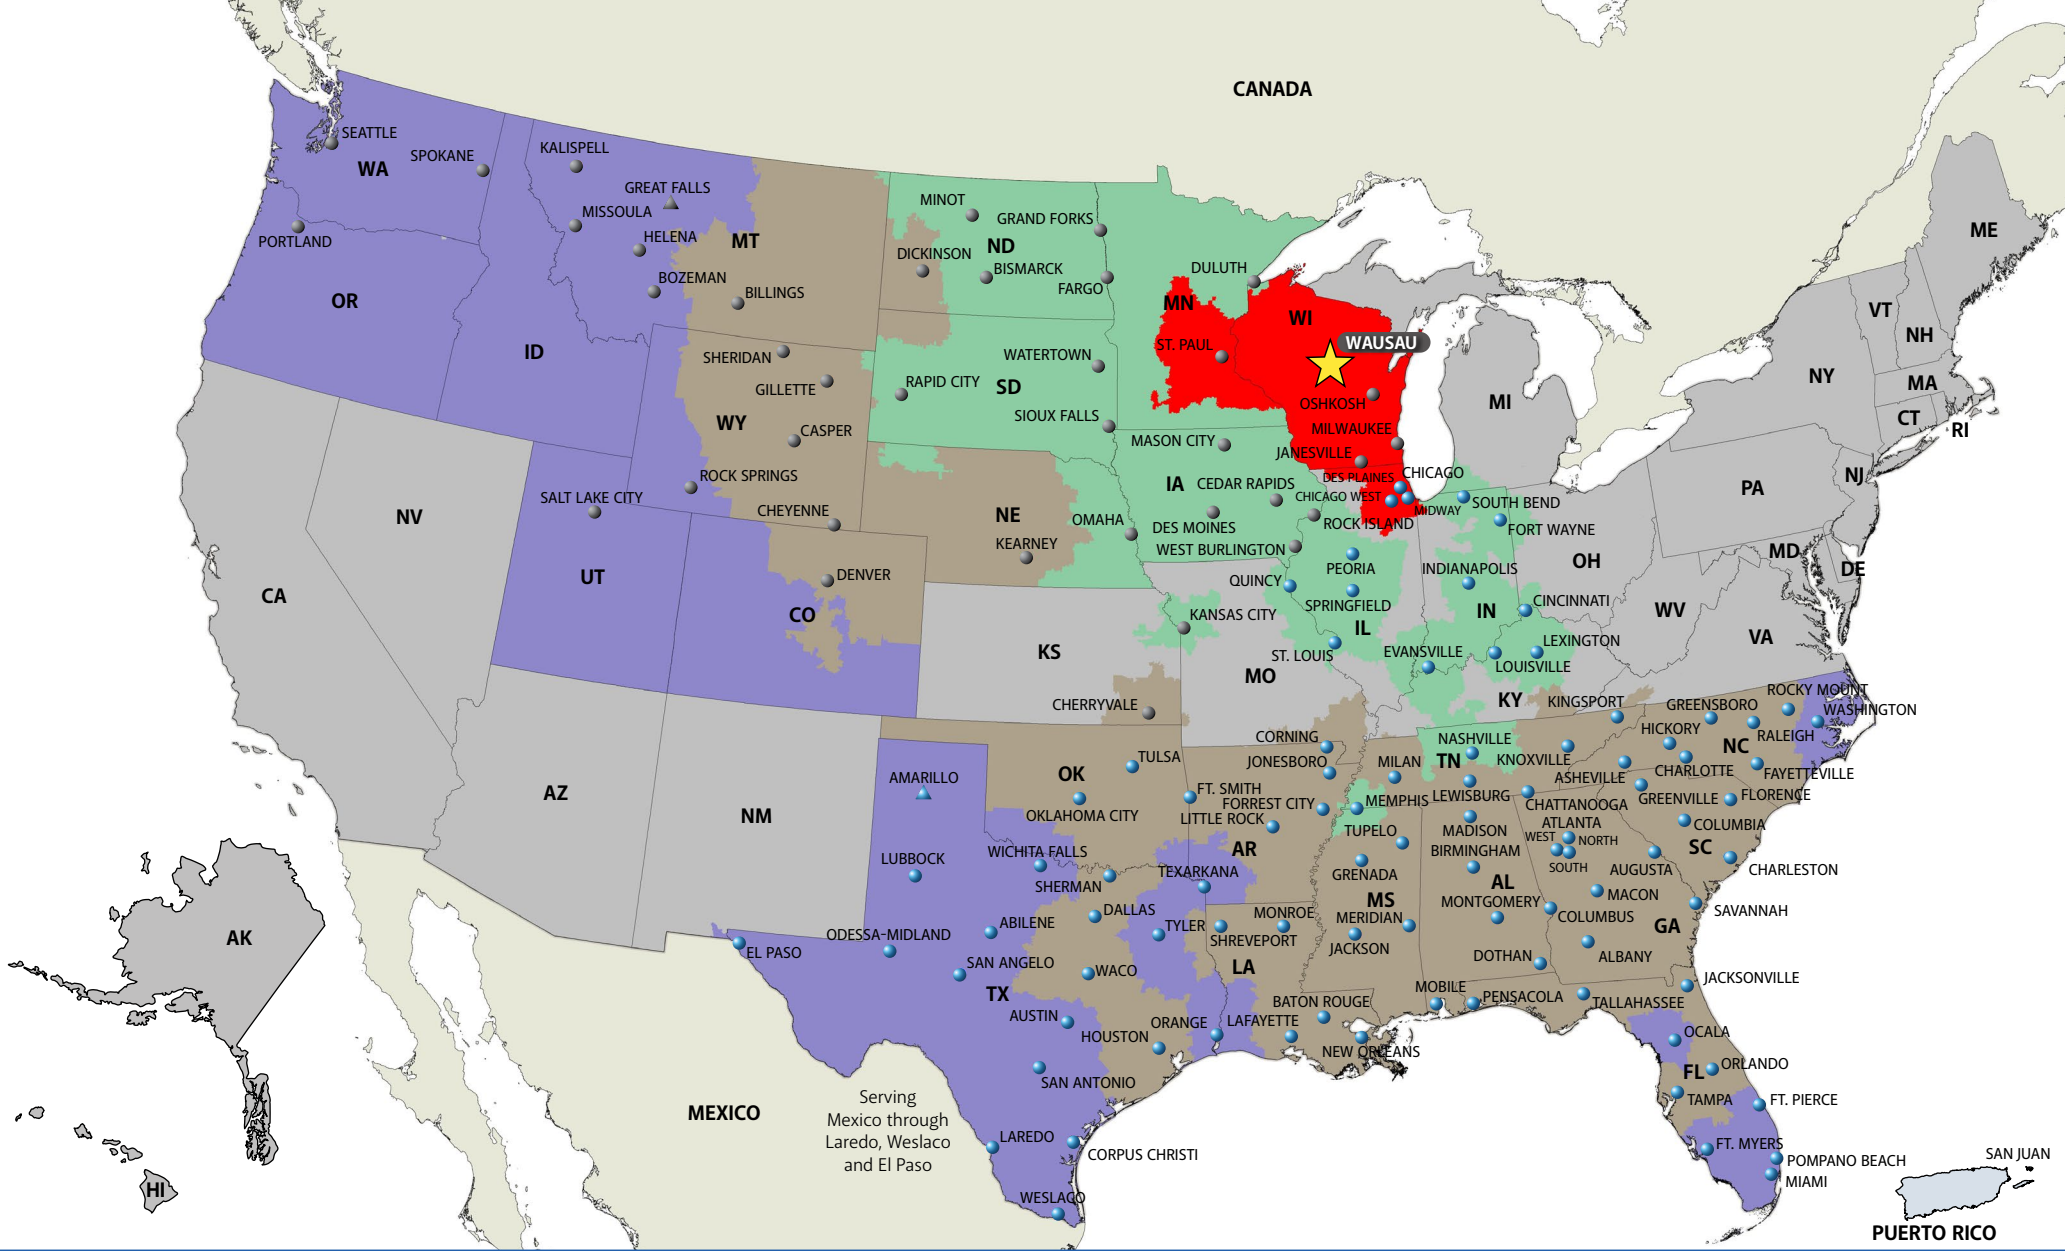 CANADA
SEATTLE
SPOKANE
WA
KALISPELL
GREAT FALLS
MISSOULA
HELENA
MT
BOZEMAN
BILLINGS
PORTLAND
OR
ID
MINOT
GRAND FORKS
ND
DICKINSON
BISMARCK
FARGO
DULUTH
MN
WI
ST. PAUL
WAUSAU
OSHKOSH
MILWAUKEE
JANESVILLE
MI
ME
VT
NH
NY
MA
CT
RI
SHERIDAN
GILLETTE
WY
CASPER
ROCK SPRINGS
CHEYENNE
WATERTOWN
RAPID CITY
SD
SIOUX FALLS
MASON CITY
IA
CEDAR RAPIDS
DES MOINES
WEST BURLINGTON
DES PLAINES
CHICAGO
CHICAGO WEST
MIDWAY
ROCK ISLAND
SOUTH BEND
FORT WAYNE
PA
NJ
MD
DE
OH
SALT LAKE CITY
NV
CA
UT
CO
DENVER
NE
OMAHA
KEARNEY
KANSAS CITY
KS
QUINCY
PEORIA
SPRINGFIELD
IL
ST. LOUIS
INDIANAPOLIS
IN
CINCINNATI
LEXINGTON
LOUISVILLE
EVANSVILLE
WV
VA
MO
KY
CHERRYVALE
KINGSPORT
GREENSBORO
ROCKY MOUNT
WASHINGTON
HICKORY
RALEIGH
NC
CHARLOTTE
FAYETTEVILLE
ASHEVILLE
KNOXVILLE
NASHVILLE
TN
MILAN
CORNING
JONESBORO
TULSA
OK
OKLAHOMA CITY
FT. SMITH
FORREST CITY
LITTLE ROCK
MEMPHIS
LEWISBURG
CHATTANOOGA
GREENVILLE
FLORENCE
AZ
NM
AMARILLO
LUBBOCK
WICHITA FALLS
SHERMAN
TEXARKANA
AR
TUPELO
MADISON
BIRMINGHAM
ATLANTA
WEST
NORTH
SOUTH
COLUMBIA
SC
CHARLESTON
AUGUSTA
GRENADA
MS
AL
MACON
MONTGOMERY
COLUMBUS
GA
SAVANNAH
ABILENE
DALLAS
TYLER
MONROE
SHREVEPORT
MERIDIAN
JACKSON
DOTHAN
ALBANY
ODESSA-MIDLAND
EL PASO
SAN ANGELO
WACO
LA
TX
AUSTIN
HOUSTON
ORANGE
LAFAYETTE
BATON ROUGE
NEW ORLEANS
MOBILE
PENSACOLA
TALLAHASSEE
JACKSONVILLE
OCALA
ORLANDO
FL
TAMPA
FT. PIERCE
FT. MYERS
POMPANO BEACH
MIAMI
SAN ANTONIO
LAREDO
CORPUS CHRISTI
WESLACO
MEXICO
Serving
Mexico through
Laredo, Weslaco
and El Paso
AK
HI
SAN JUAN
PUERTO RICO